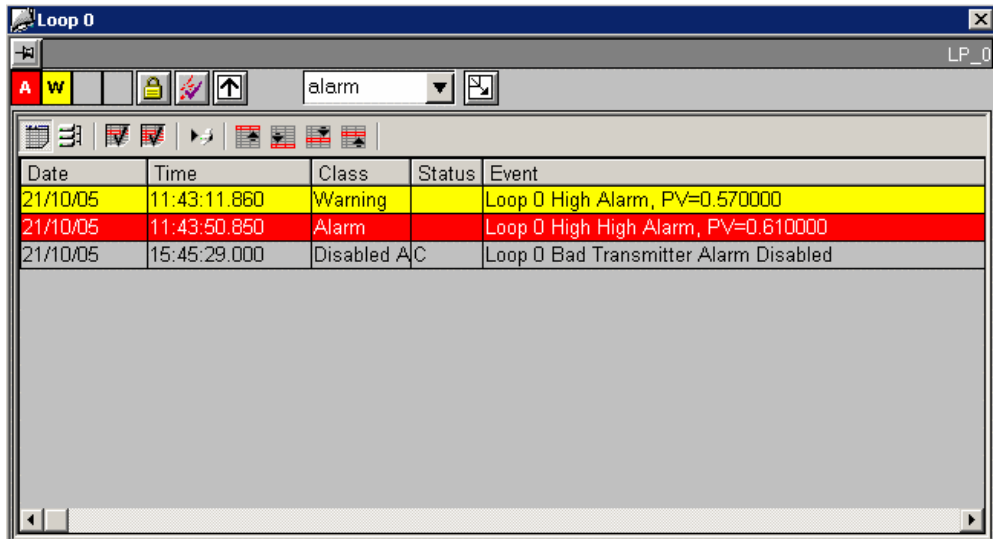 Loop 0
LP_0
A W alarm
Date Time Class Status Event
21/10/05 11:43:11.860 Warning Loop 0 High Alarm, PV=0.570000
21/10/05 11:43:50.850 Alarm Loop 0 High High Alarm, PV=0.610000
21/10/05 15:45:29.000 Disabled A C Loop 0 Bad Transmitter Alarm Disabled